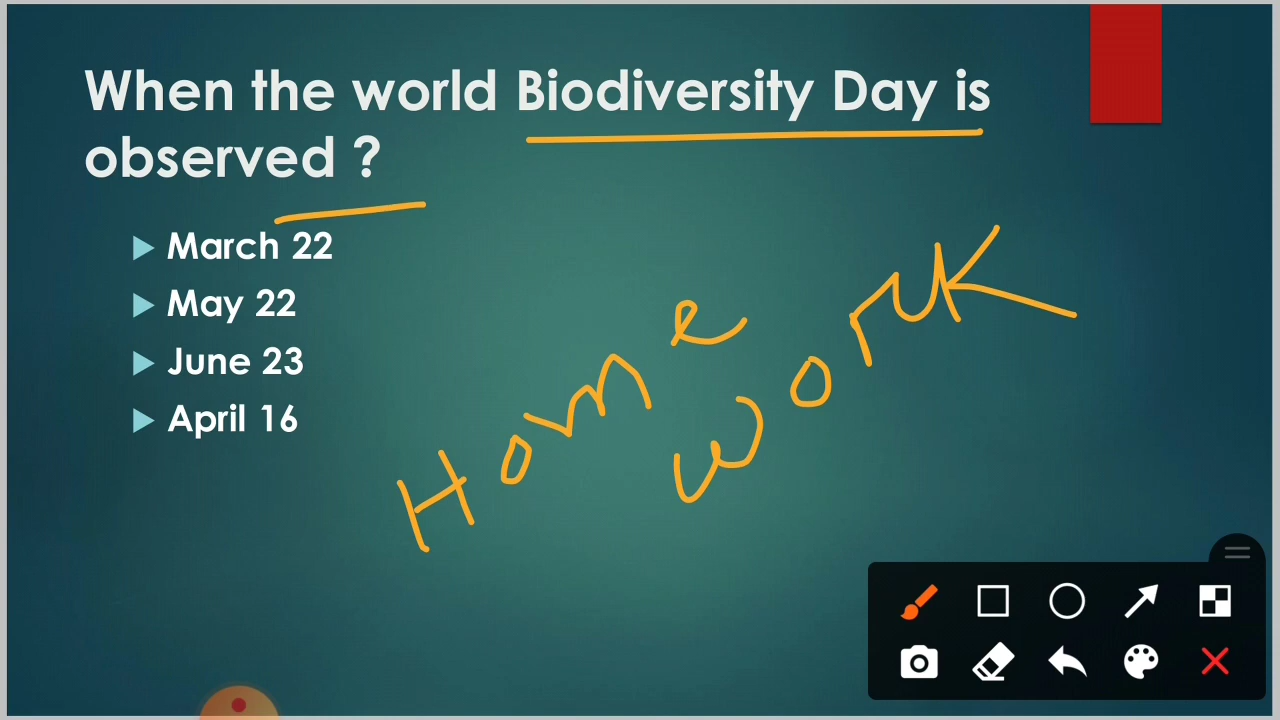 When the world Biodiversity Day is
observed ?
March 22
May 22
June 23
April 16
Home
work